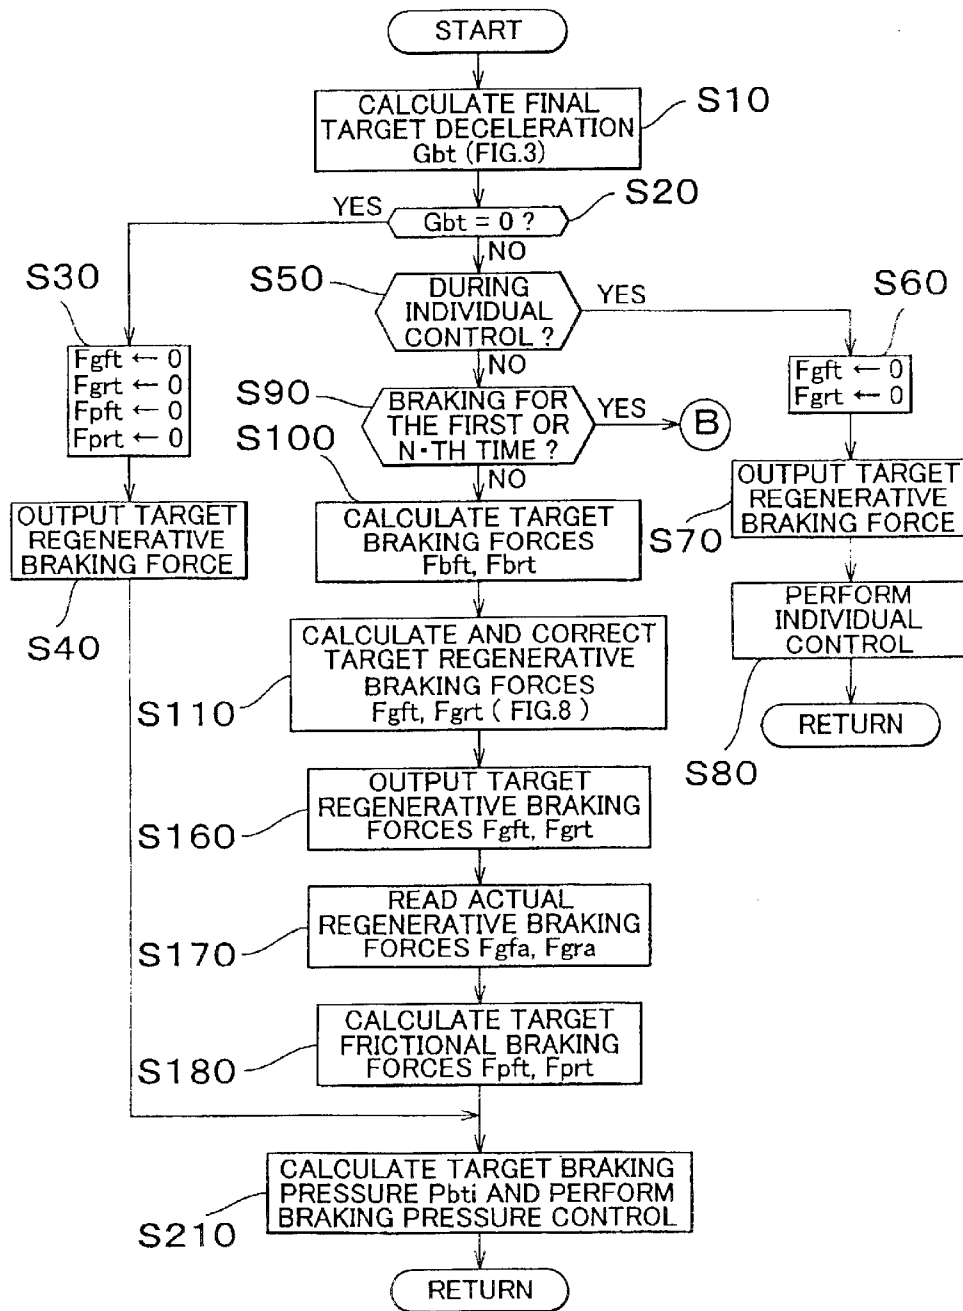 START
CALCULATE FINAL
TARGET DECELERATION
Gbt (FIG.3)
S10
S20
YES
Gbt = 0 ?
NO
S30
S50
DURING
INDIVIDUAL
CONTROL ?
YES
S60
Fgft ← 0
Fgrt ← 0
Fpft ← 0
Fprt ← 0
NO
Fgft ← 0
Fgrt ← 0
S90
BRAKING FOR
THE FIRST OR
N·TH TIME ?
YES
B
S100
NO
OUTPUT TARGET
REGENERATIVE
BRAKING FORCE
S40
CALCULATE TARGET
BRAKING FORCES
Fbft, Fbrt
OUTPUT TARGET
REGENERATIVE
BRAKING FORCE
S70
PERFORM
INDIVIDUAL
CONTROL
S80
RETURN
CALCULATE AND CORRECT
TARGET REGENERATIVE
BRAKING FORCES
Fgft, Fgrt ( FIG.8 )
S110
OUTPUT TARGET
REGENERATIVE BRAKING
FORCES Fgft, Fgrt
S160
READ ACTUAL
REGENERATIVE BRAKING
FORCES Fgfa, Fgra
S170
CALCULATE TARGET
FRICTIONAL BRAKING
FORCES Fpft, Fprt
S180
CALCULATE TARGET BRAKING
PRESSURE Pbti AND PERFORM
BRAKING PRESSURE CONTROL
S210
RETURN